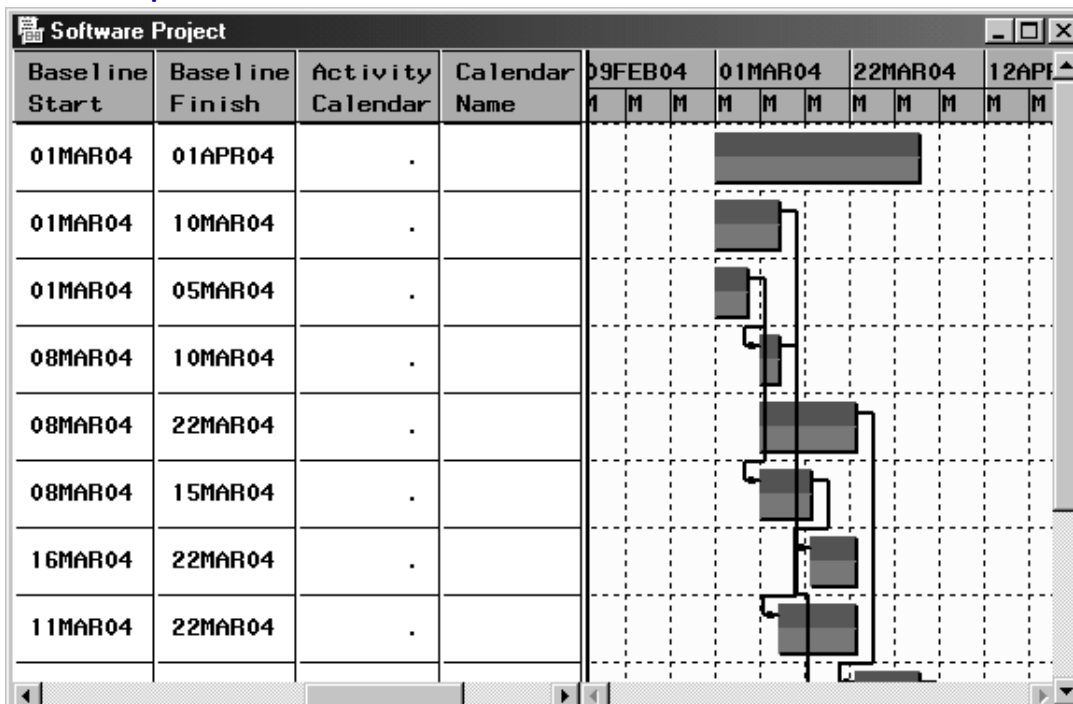 Software Project
Baseline Start Baseline Finish Activity Calendar Calendar Name
09FEB04 01MAR04 22MAR04 12APR
M M M M M M M M M M M
01MAR04 01APR04 .
01MAR04 10MAR04 .
01MAR04 05MAR04 .
08MAR04 10MAR04 .
08MAR04 22MAR04 .
08MAR04 15MAR04 .
16MAR04 22MAR04 .
11MAR04 22MAR04 .